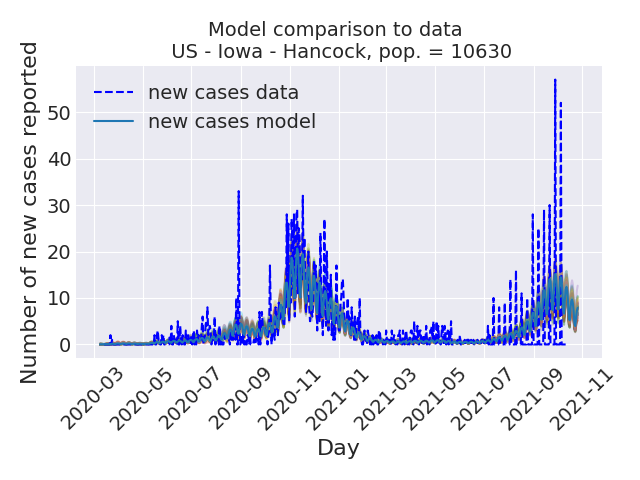 Model comparison to data
US - Iowa - Hancock, pop. = 10630
Number of new cases reported
new cases data
new cases model
50
40
30
20
10
0
2020-03
2020-05
2020-07
2020-09
2020-11
2021-01
2021-03
2021-05
2021-07
2021-09
2021-11
Day